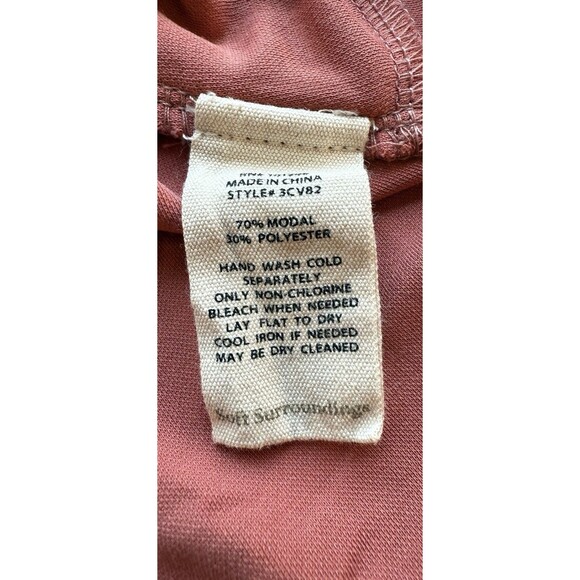 MADE IN CHINA
STYLE# 3CV82
70% MODAL
30% POLYESTER
HAND WASH COLD
SEPARATELY
ONLY NON-CHLORINE
BLEACH WHEN NEEDED
LAY FLAT TO DRY
COOL IRON IF NEEDED
MAY BE DRY CLEANED
Soft Surroundings